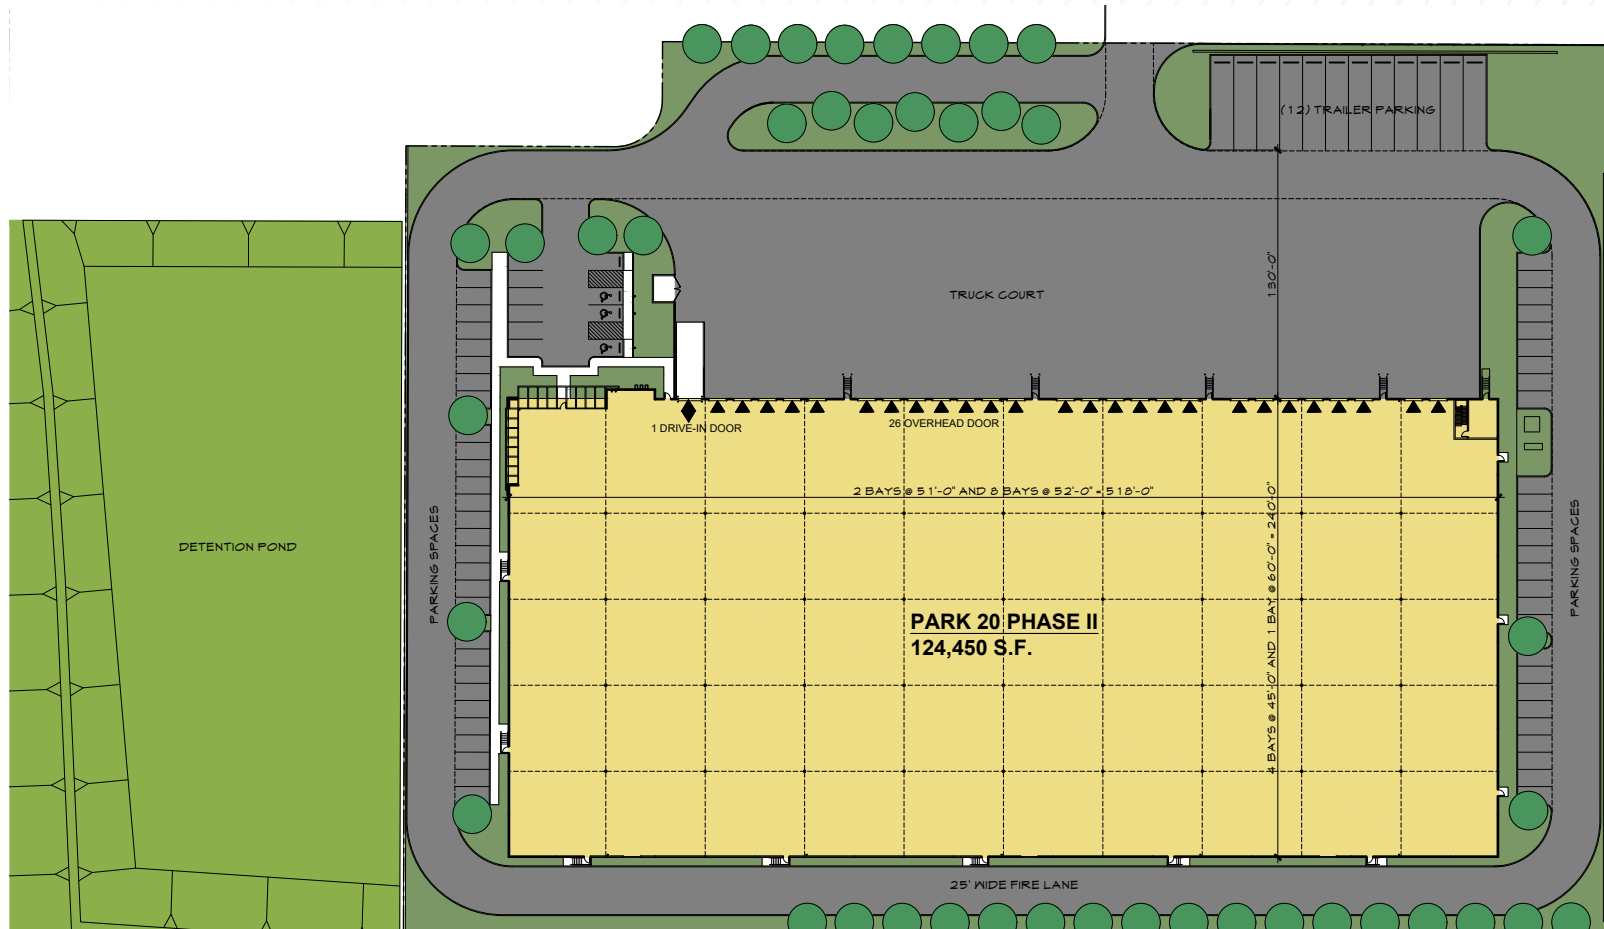 (12) TRAILER PARKING
TRUCK COURT
130'-0"
1 DRIVE-IN DOOR
26 OVERHEAD DOOR
2 BAYS @ 51'-0" AND 8 BAYS @ 52'-0" = 518'-0"
4 BAYS @ 45'-0" AND 1 BAY @ 60'-0" = 240'-0"
DETENTION POND
PARKING SPACES
PARKING SPACES
PARK 20 PHASE II
124,450 S.F.
25' WIDE FIRE LANE